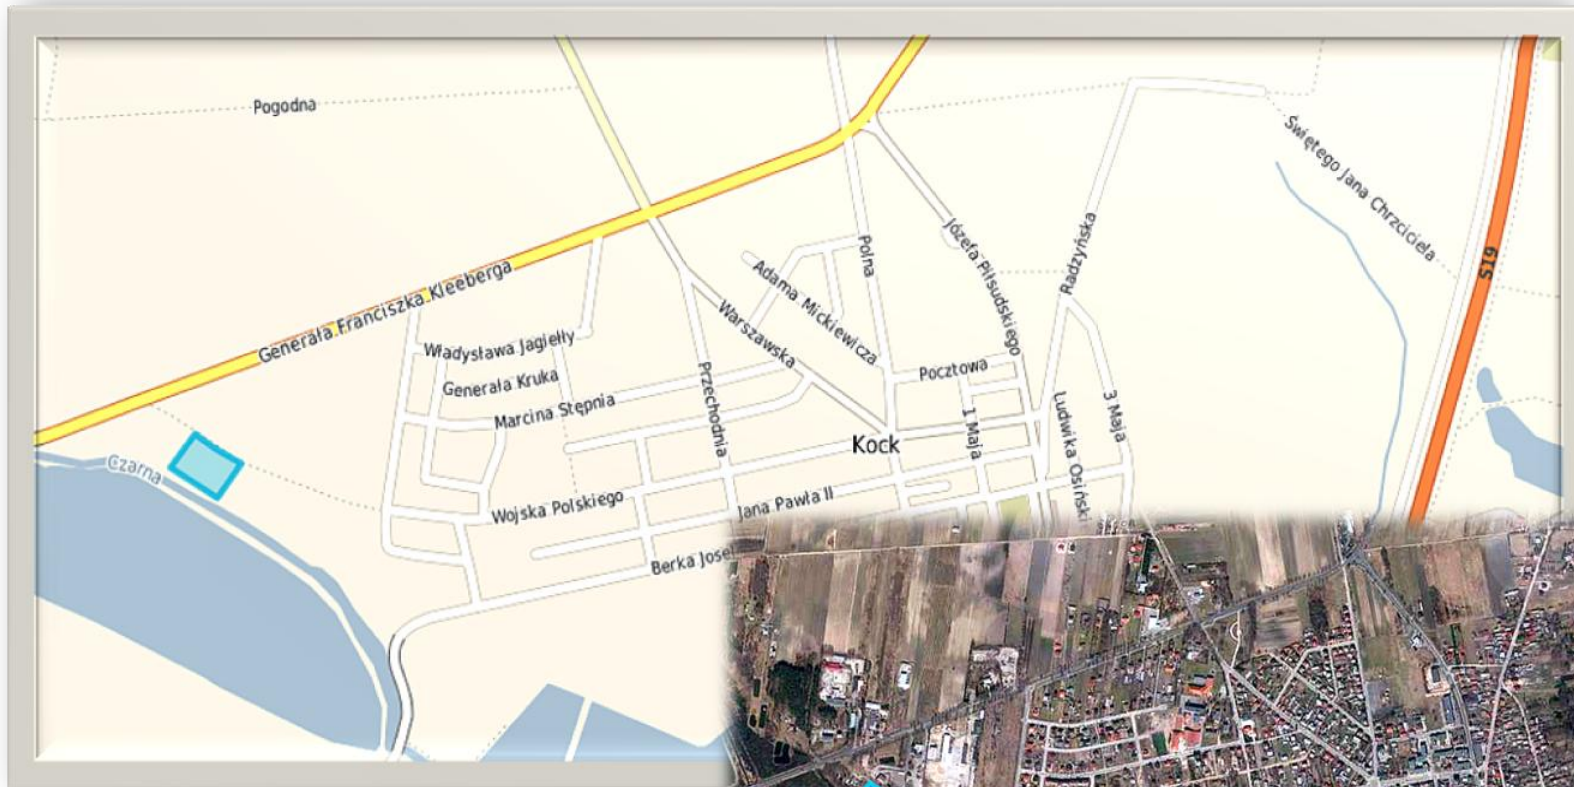 Pogodna
Świętego Jana Chrzciciela
Józefa Piłsudskiego
Radzyńska
Polna
S19
Adama Mickiewicza
Generała Franciszka Kleeberga
Warszawska
Władysława Jagiełły
Pocztowa
Przechodnia
Generała Kruka
Marcina Stępnia
1 Maja
Ludwika Osiński
3 Maja
Kock
Czarna
Wojska Polskiego
Jana Pawła II
Berka Josel